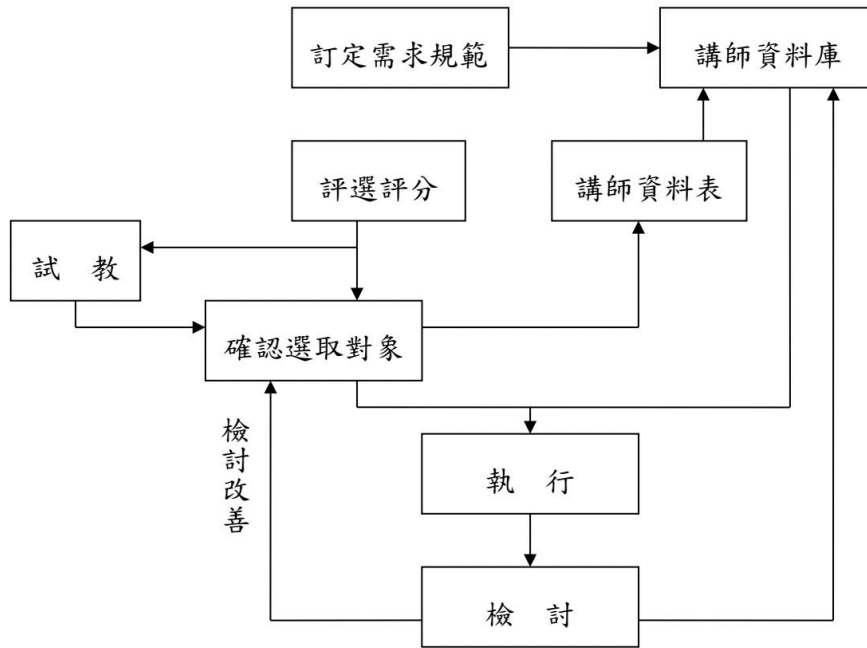 訂定需求規範
講師資料庫
評選評分
講師資料表
試　教
確認選取對象
檢討改善
執　行
檢　討